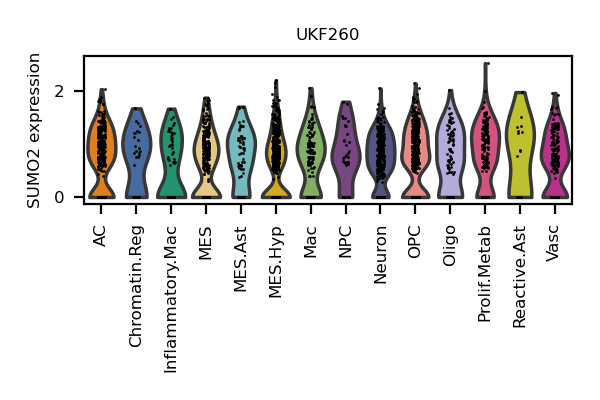 UKF260
SUMO2 expression
2
0
AC
Chromatin.Reg
Inflammatory.Mac
MES
MES.Ast
MES.Hyp
Mac
NPC
Neuron
OPC
Oligo
Prolif.Metab
Reactive.Ast
Vasc